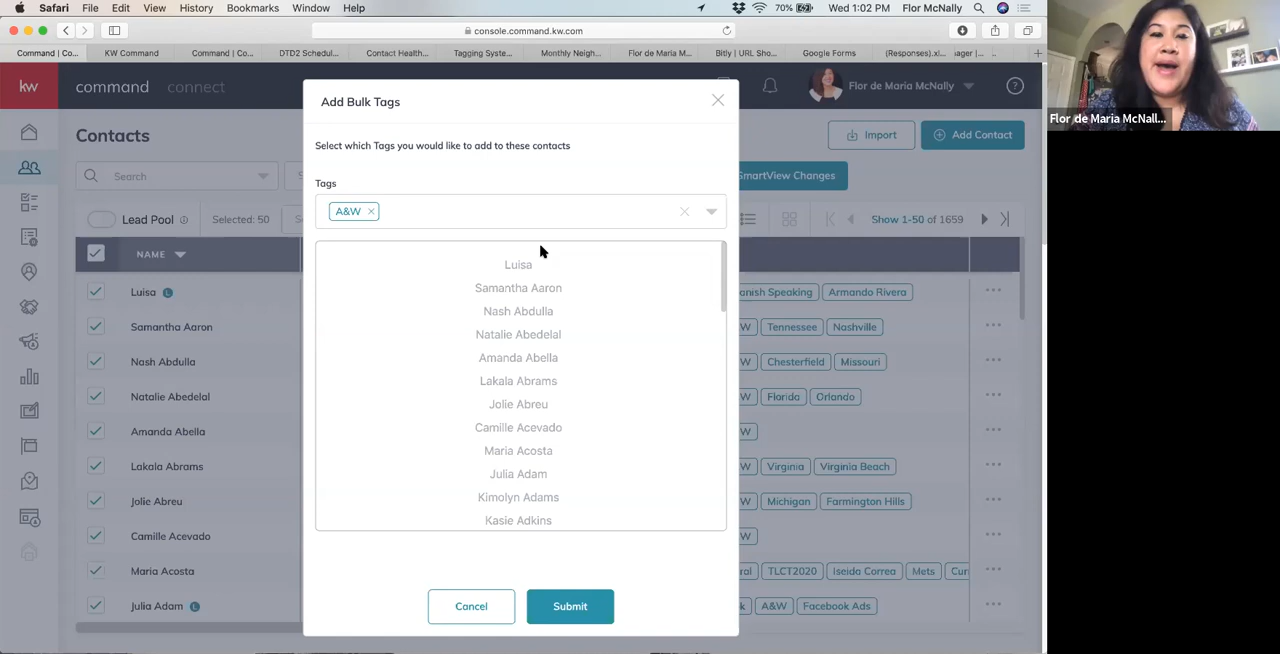 Safari File Edit View History Bookmarks Window Help 70% Wed 1:02 PM Flor McNally
console.command.kw.com
Command | Co... KW Command Command | Co... DTD2 Schedul... Contact Health... Tagging Syste... Monthly Neigh... Flor de Maria M... Bitly | URL Sho... Google Forms (Responses).xl... ager | Fo...
kw command connect Flor de Maria McNally
Flor de Maria McNall...
Contacts Import Add Contact
Search SmartView Changes
Lead Pool Selected: 50 Show 1-50 of 1659
NAME
Luisa L anish Speaking Armando Rivera
Samantha Aaron W Tennessee Nashville
Nash Abdulla W Chesterfield Missouri
Natalie Abedelal W Florida Orlando
Amanda Abella W
Lakala Abrams W Virginia Virginia Beach
Jolie Abreu W Michigan Farmington Hills
Camille Acevado W
Maria Acosta ral TLCT2020 Iseida Correa Mets Cur
Julia Adam L k A&W Facebook Ads
Add Bulk Tags
Select which Tags you would like to add to these contacts
Tags
A&W
Luisa
Samantha Aaron
Nash Abdulla
Natalie Abedelal
Amanda Abella
Lakala Abrams
Jolie Abreu
Camille Acevado
Maria Acosta
Julia Adam
Kimolyn Adams
Kasie Adkins
Cancel Submit